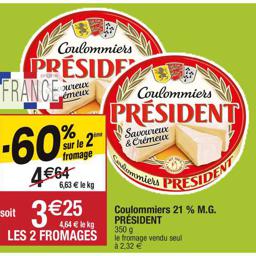 Coulommiers
PRÉSIDE
FRANCE
Coulommiers
PRÉSIDENT
Savoureux
& Crémeux
Coulommiers PRÉSIDENT
-60% sur le 2ème
fromage
4€64
6,63 € le kg
soit 3€25
4,64 € le kg
LES 2 FROMAGES
Coulommiers 21 % M.G.
PRÉSIDENT
350 g
le fromage vendu seul
à 2,32 €